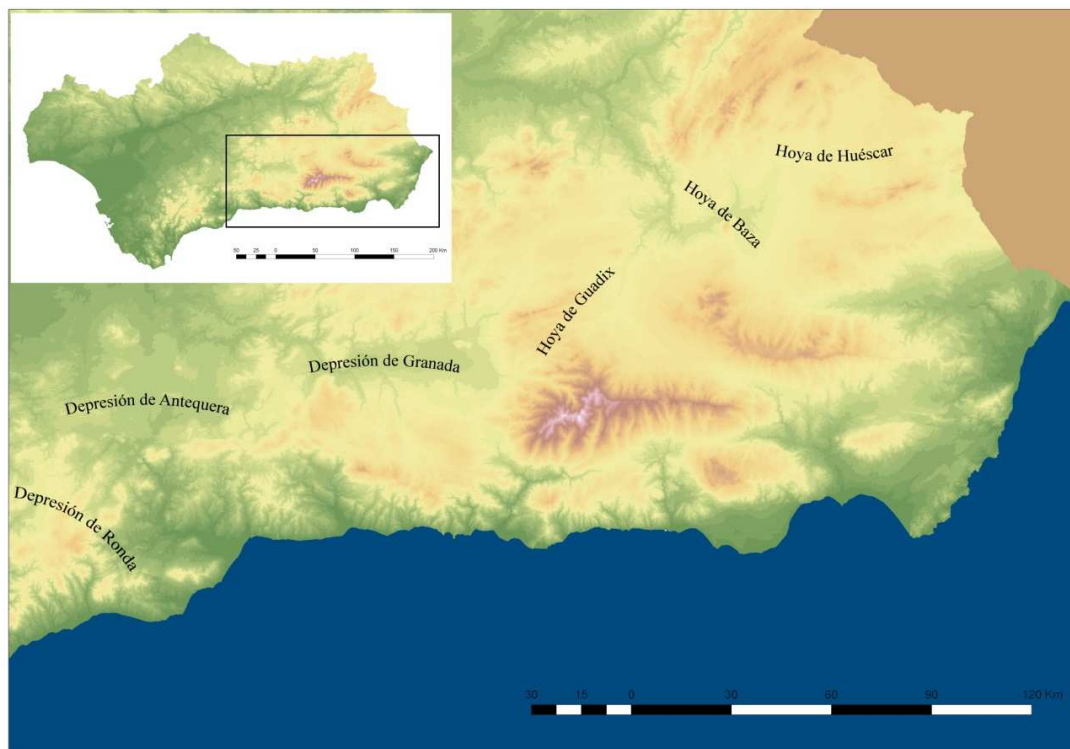 50 25 0 50 100 150 200 Km
Hoya de Huéscar
Hoya de Baza
Hoya de Guadix
Depresión de Granada
Depresión de Antequera
Depresión de Ronda
30 15 0 30 60 90 120 Km